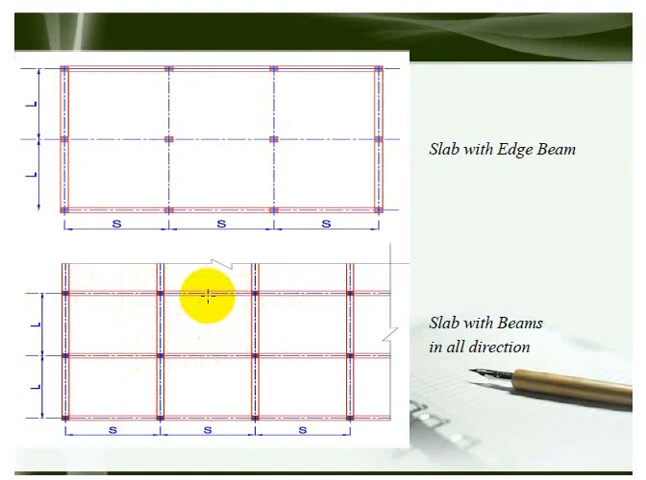 L
Slab with Edge Beam
L
S S S
L
Slab with Beams
in all direction
L
S S S